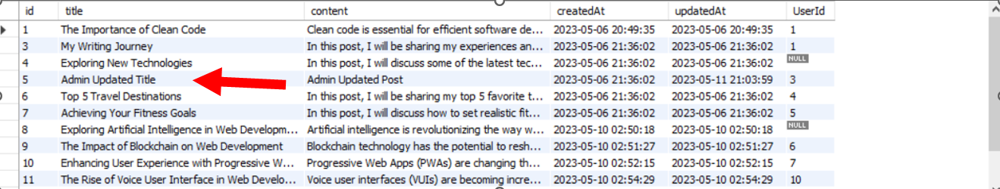 id title content createdAt updatedAt UserId
1 The Importance of Clean Code Clean code is essential for efficient software de... 2023-05-06 20:49:35 2023-05-06 20:49:35 1
3 My Writing Journey In this post, I will be sharing my experiences an... 2023-05-06 21:36:02 2023-05-06 21:36:02 1
4 Exploring New Technologies In this post, I will discuss some of the latest tec... 2023-05-06 21:36:02 2023-05-06 21:36:02 NULL
5 Admin Updated Title Admin Updated Post 2023-05-06 21:36:02 2023-05-11 21:03:59 3
6 Top 5 Travel Destinations In this post, I will be sharing my top 5 favorite t... 2023-05-06 21:36:02 2023-05-06 21:36:02 4
7 Achieving Your Fitness Goals In this post, I will discuss how to set realistic fit... 2023-05-06 21:36:02 2023-05-06 21:36:02 5
8 Exploring Artificial Intelligence in Web Developm... Artificial intelligence is revolutionizing the way w... 2023-05-10 02:50:18 2023-05-10 02:50:18 NULL
9 The Impact of Blockchain on Web Development Blockchain technology has the potential to resh... 2023-05-10 02:51:27 2023-05-10 02:51:27 6
10 Enhancing User Experience with Progressive W... Progressive Web Apps (PWAs) are changing th... 2023-05-10 02:52:15 2023-05-10 02:52:15 7
11 The Rise of Voice User Interface in Web Develo... Voice user interfaces (VUIs) are becoming incre... 2023-05-10 02:54:29 2023-05-10 02:54:29 10